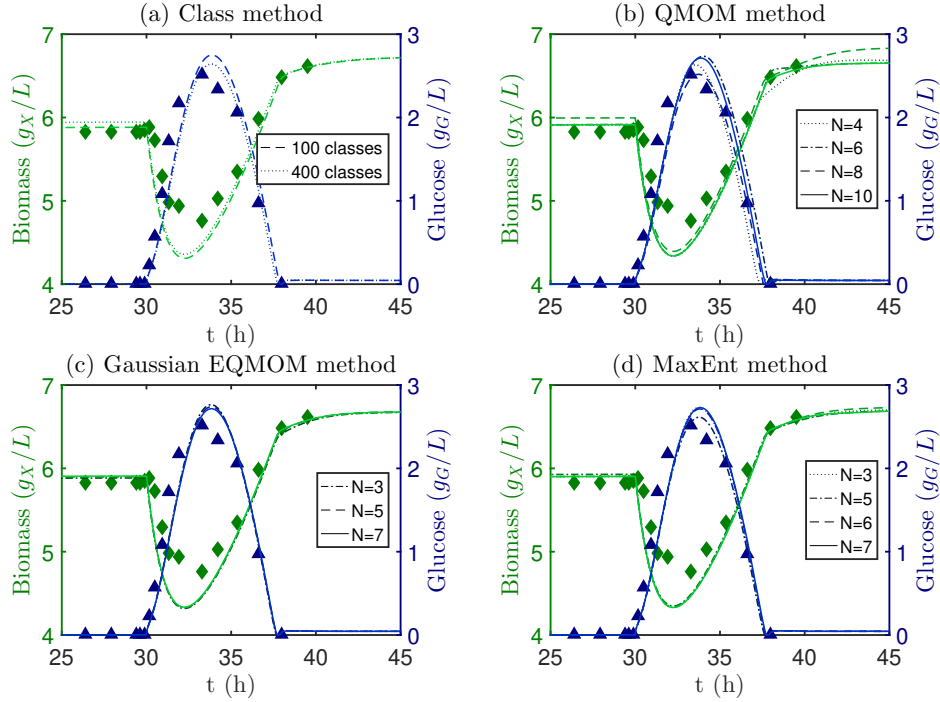 (a) Class method
7
6
5
4
Biomass (g_X/L)
3
2
1
0
Glucose (g_G/L)
100 classes
400 classes
25 30 35 40 45
t (h)
(b) QMOM method
7
6
5
4
Biomass (g_X/L)
3
2
1
0
Glucose (g_G/L)
N=4
N=6
N=8
N=10
25 30 35 40 45
t (h)
(c) Gaussian EQMOM method
7
6
5
4
Biomass (g_X/L)
3
2
1
0
Glucose (g_G/L)
N=3
N=5
N=7
25 30 35 40 45
t (h)
(d) MaxEnt method
7
6
5
4
Biomass (g_X/L)
3
2
1
0
Glucose (g_G/L)
N=3
N=5
N=6
N=7
25 30 35 40 45
t (h)